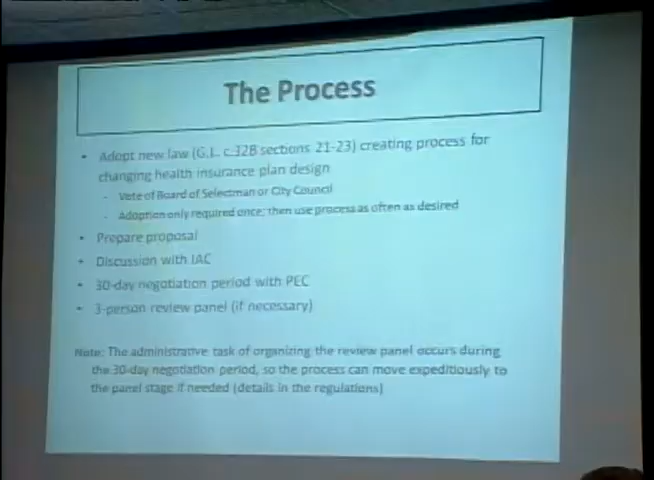 The Process
• Adopt new law (G.L. c.32B sections 21-23) creating process for
changing health insurance plan design
- Vote of Board of Selectman or City Council
- Adoption only required once; then use process as often as desired
• Prepare proposal
• Discussion with IAC
• 30-day negotiation period with PEC
• 3-person review panel (if necessary)
Note: The administrative task of organizing the review panel occurs during
the 30-day negotiation period, so the process can move expeditiously to
the panel stage if needed (details in the regulations)